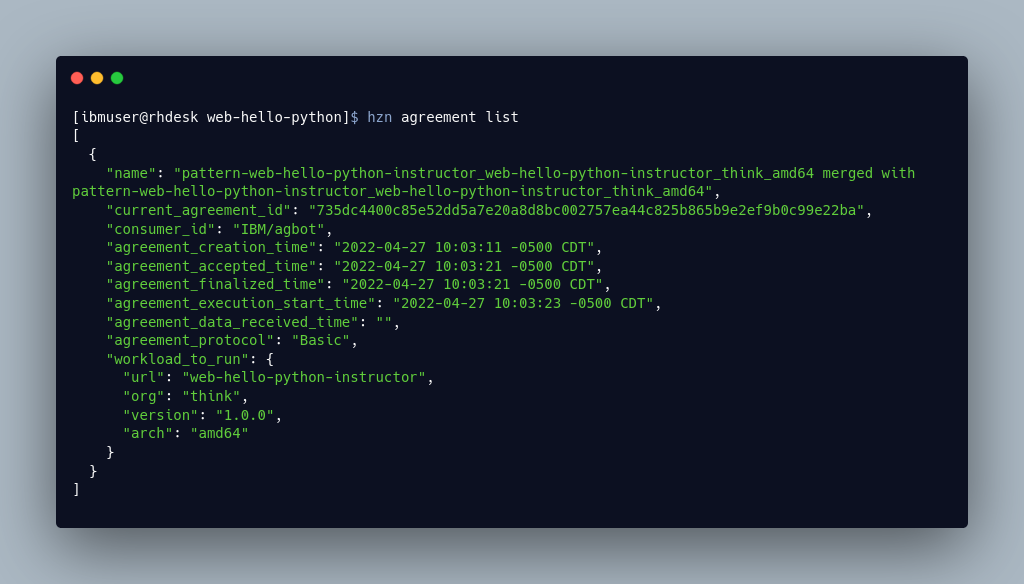 [ibmuser@rhdesk web-hello-python]$ hzn agreement list
[
  {
    "name": "pattern-web-hello-python-instructor_web-hello-python-instructor_think_amd64 merged with
pattern-web-hello-python-instructor_web-hello-python-instructor_think_amd64",
    "current_agreement_id": "735dc4400c85e52dd5a7e20a8d8bc002757ea44c825b865b9e2ef9b0c99e22ba",
    "consumer_id": "IBM/agbot",
    "agreement_creation_time": "2022-04-27 10:03:11 -0500 CDT",
    "agreement_accepted_time": "2022-04-27 10:03:21 -0500 CDT",
    "agreement_finalized_time": "2022-04-27 10:03:21 -0500 CDT",
    "agreement_execution_start_time": "2022-04-27 10:03:23 -0500 CDT",
    "agreement_data_received_time": "",
    "agreement_protocol": "Basic",
    "workload_to_run": {
      "url": "web-hello-python-instructor",
      "org": "think",
      "version": "1.0.0",
      "arch": "amd64"
    }
  }
]